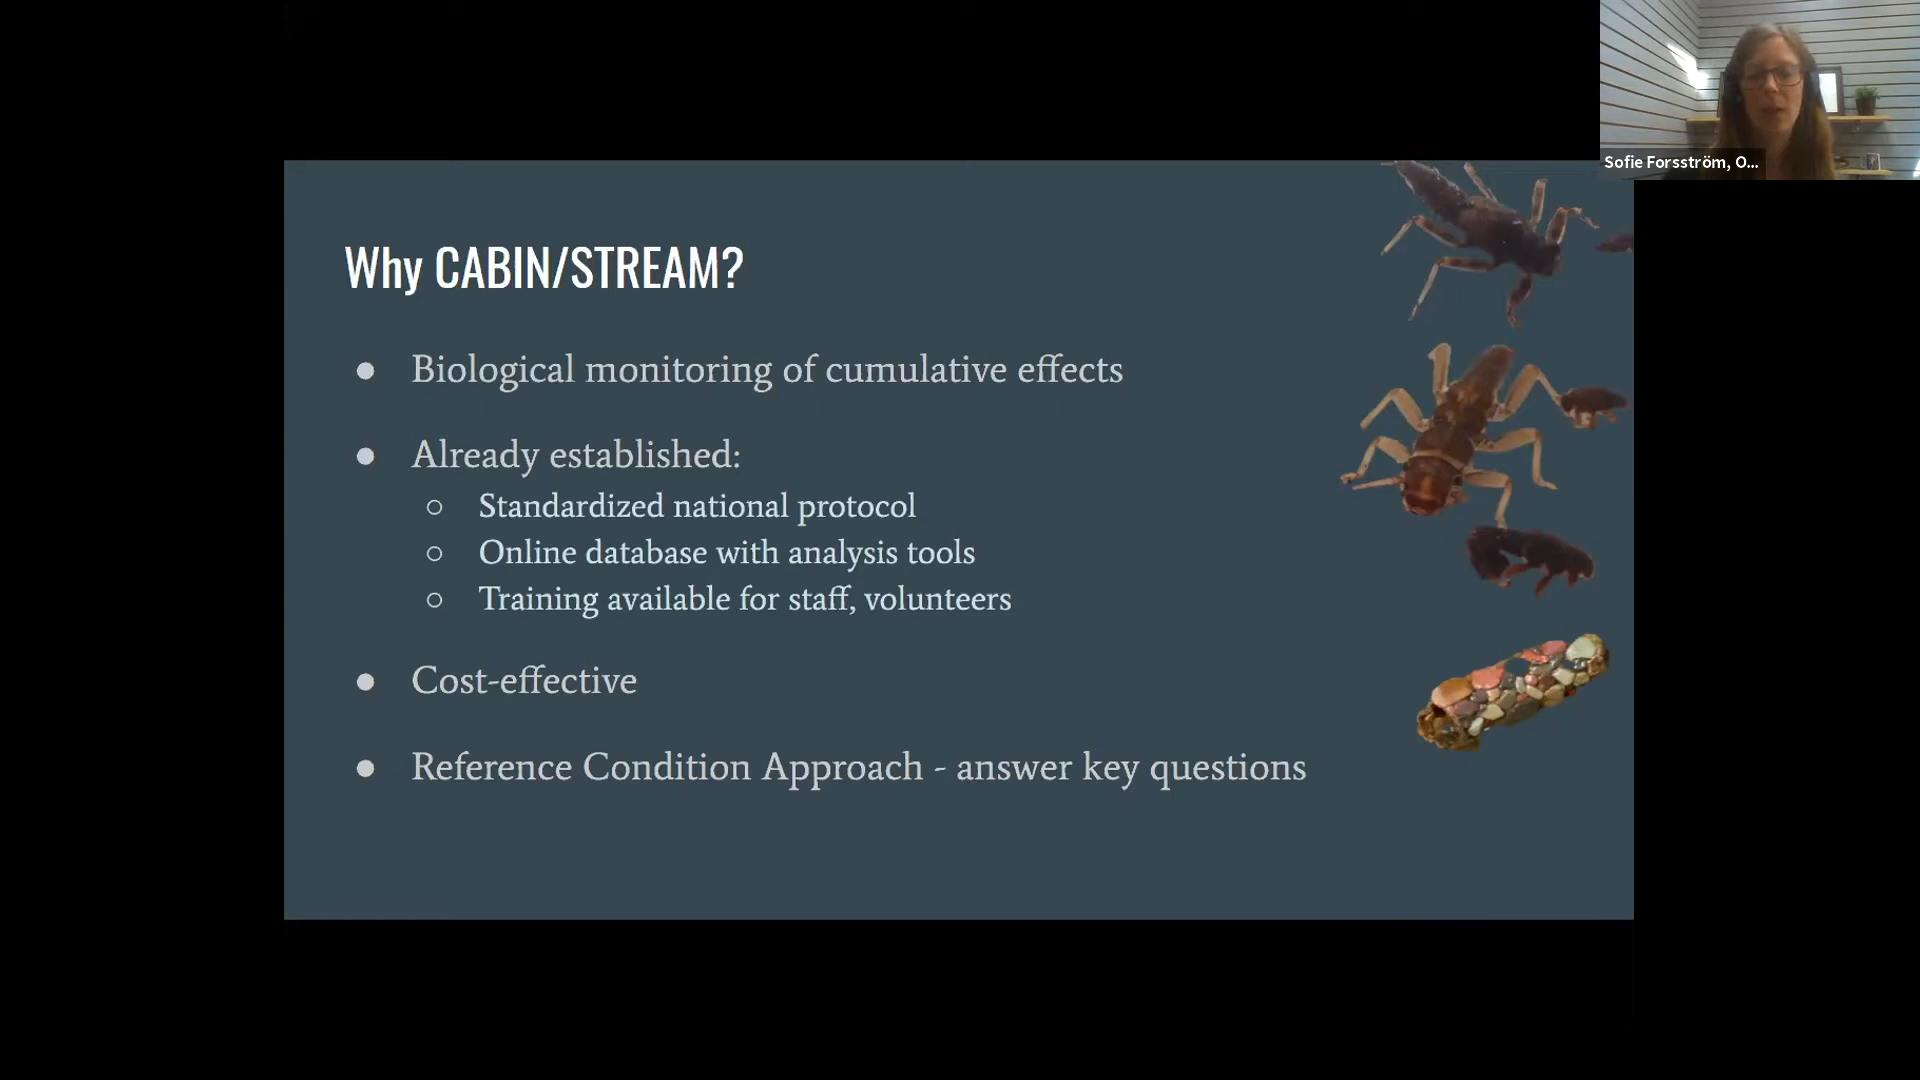 Sofie Forsström, O...
Why CABIN/STREAM?
● Biological monitoring of cumulative effects
● Already established:
○ Standardized national protocol
○ Online database with analysis tools
○ Training available for staff, volunteers
● Cost-effective
● Reference Condition Approach - answer key questions